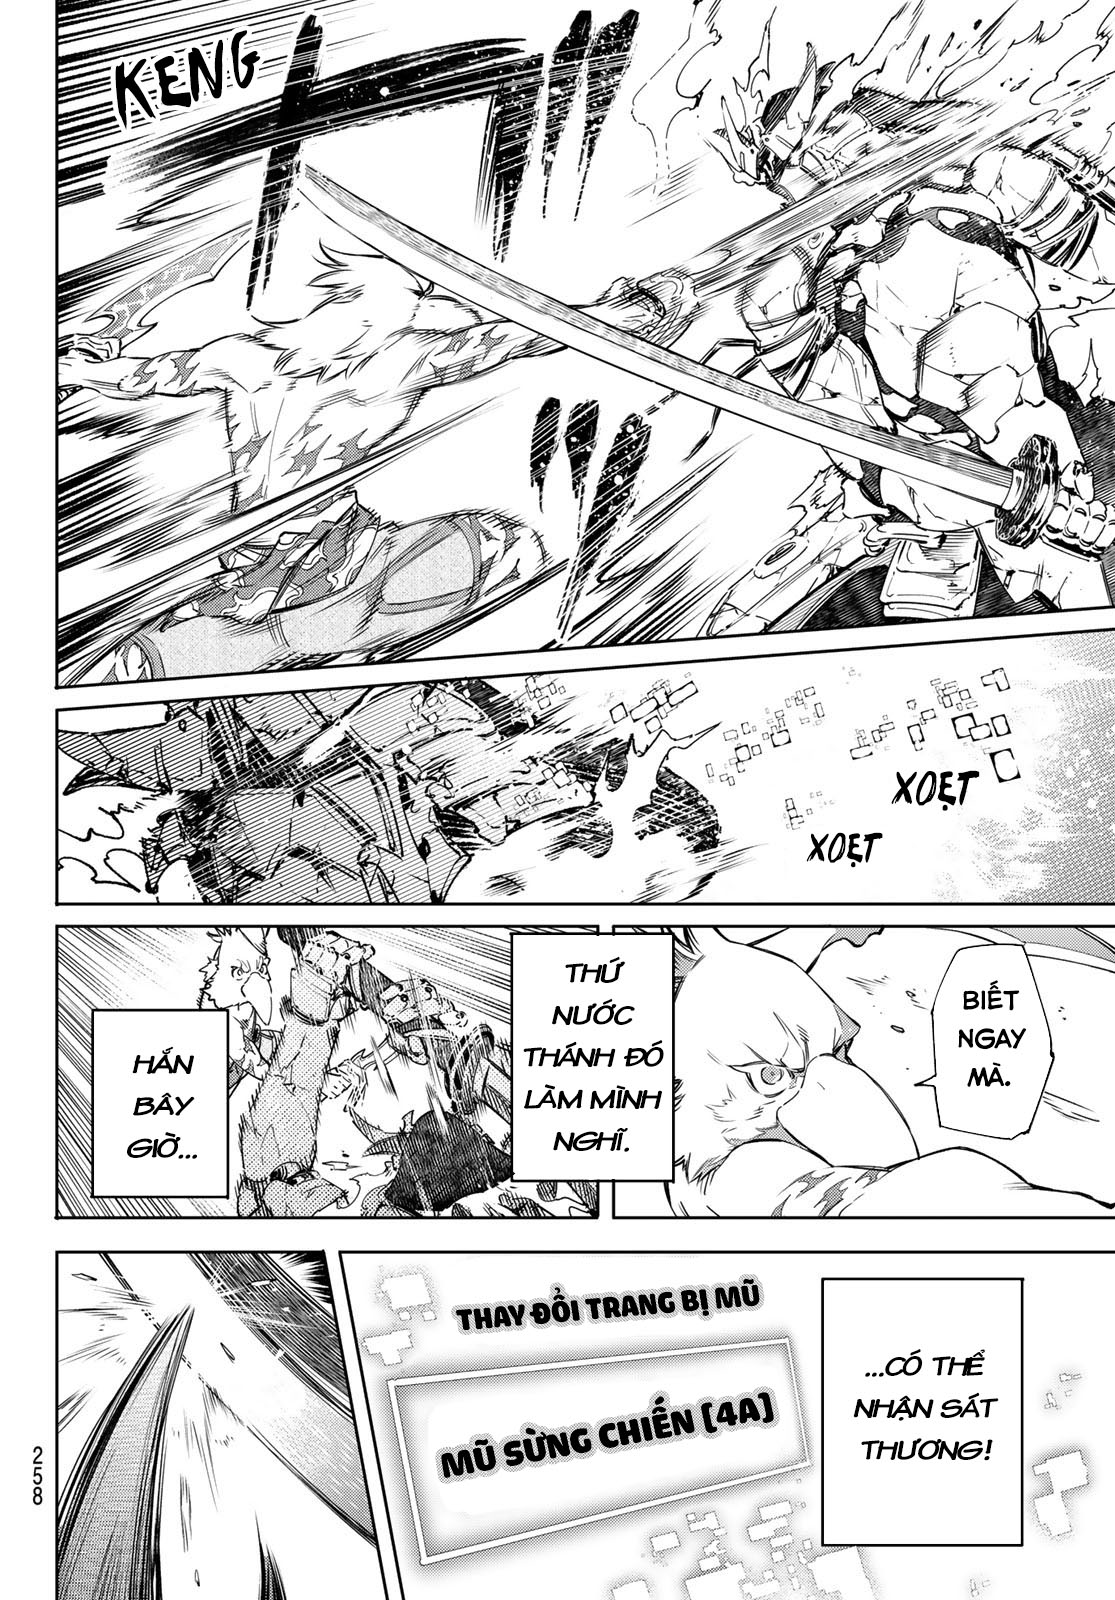 KENG
XOẸT
XOẸT
BIẾT
NGAY
MÀ.
THỨ
NƯỚC
THÁNH ĐÓ
LÀM MÌNH
NGHĨ.
HẮN
BÂY
GIỜ...
...CÓ THỂ
NHẬN SÁT
THƯƠNG!
THAY ĐỔI TRANG BỊ MŨ
MŨ SỪNG CHIẾN [4A]
258